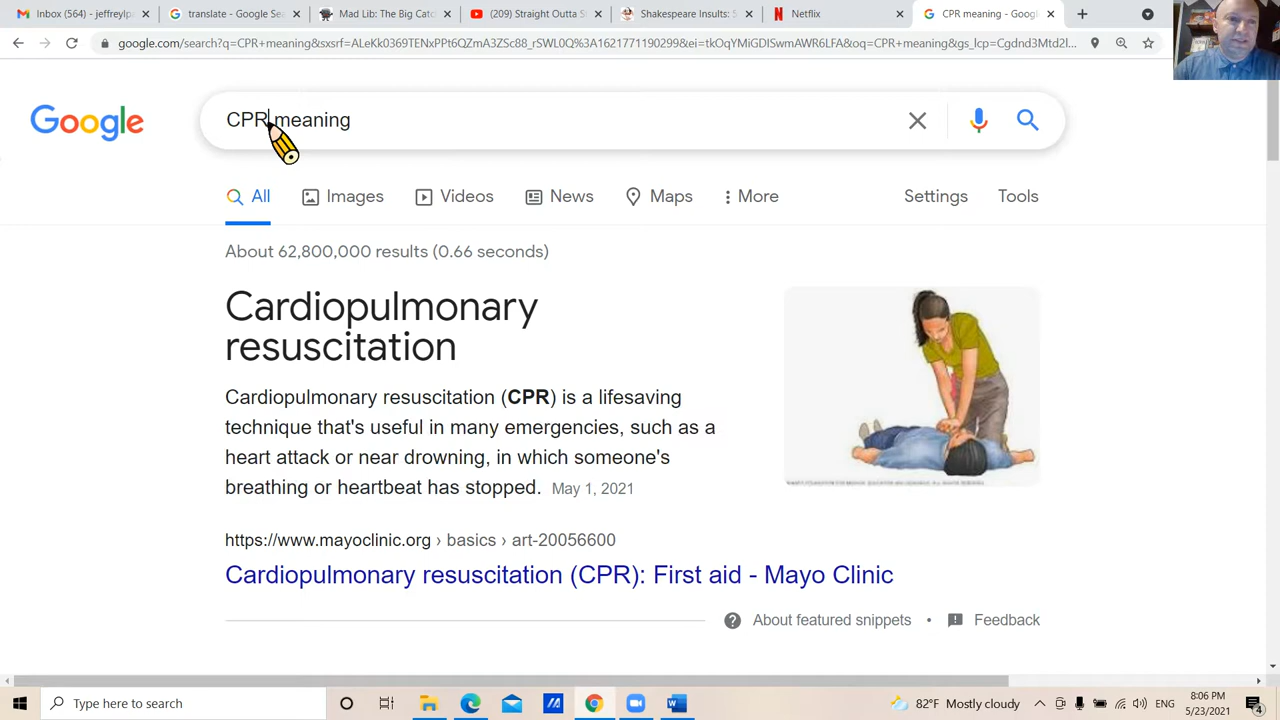 Inbox (564) - jeffreylp
translate - Google Se
Mad Lib: The Big Catc
(209) Straight Outta S
Shakespeare Insults: S
Netflix
CPR meaning - Googl
google.com/search?q=CPR+meaning&sxsrf=ALeKk0369TENxPPt6QZmA3ZxS88_rSWL0Q%3A1621771190299&ei=tkOqYMiGDISwmAWR6LFA&oq=CPR+meaning&gs_lcp=Cgdnd3Mtd2l...
Google
CPR meaning
All
Images
Videos
News
Maps
More
Settings
Tools
About 62,800,000 results (0.66 seconds)
Cardiopulmonary
resuscitation
Cardiopulmonary resuscitation (CPR) is a lifesaving
technique that's useful in many emergencies, such as a
heart attack or near drowning, in which someone's
breathing or heartbeat has stopped. May 1, 2021
https://www.mayoclinic.org › basics › art-20056600
Cardiopulmonary resuscitation (CPR): First aid - Mayo Clinic
About featured snippets • Feedback
Type here to search
82°F Mostly cloudy
ENG
8:06 PM
5/23/2021
4